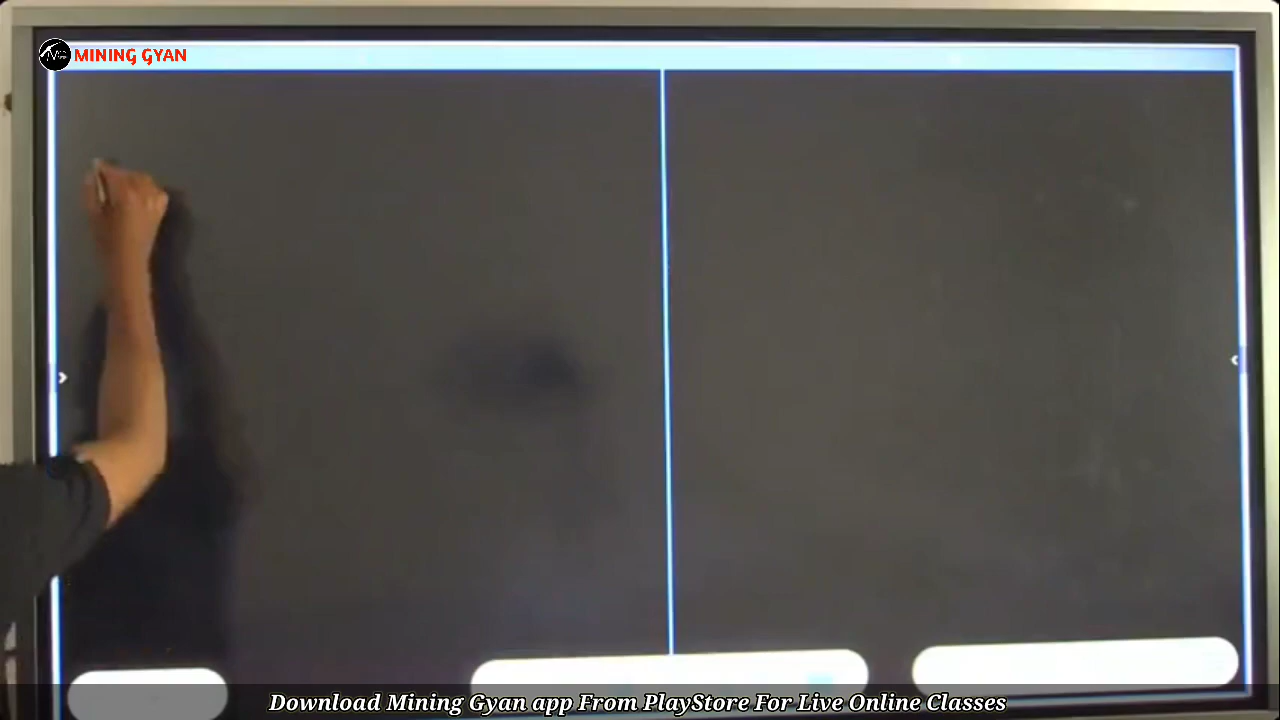 MINING GYAN
Download Mining Gyan app From PlayStore For Live Online Classes